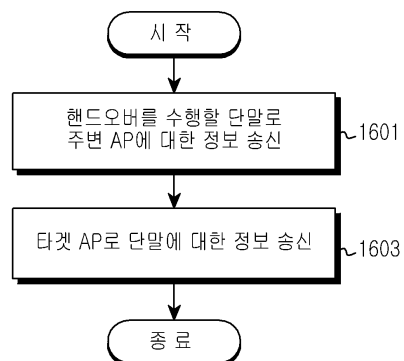 시 작
핸드오버를 수행할 단말로
주변 AP에 대한 정보 송신
1601
타겟 AP로 단말에 대한 정보 송신
1603
종 료